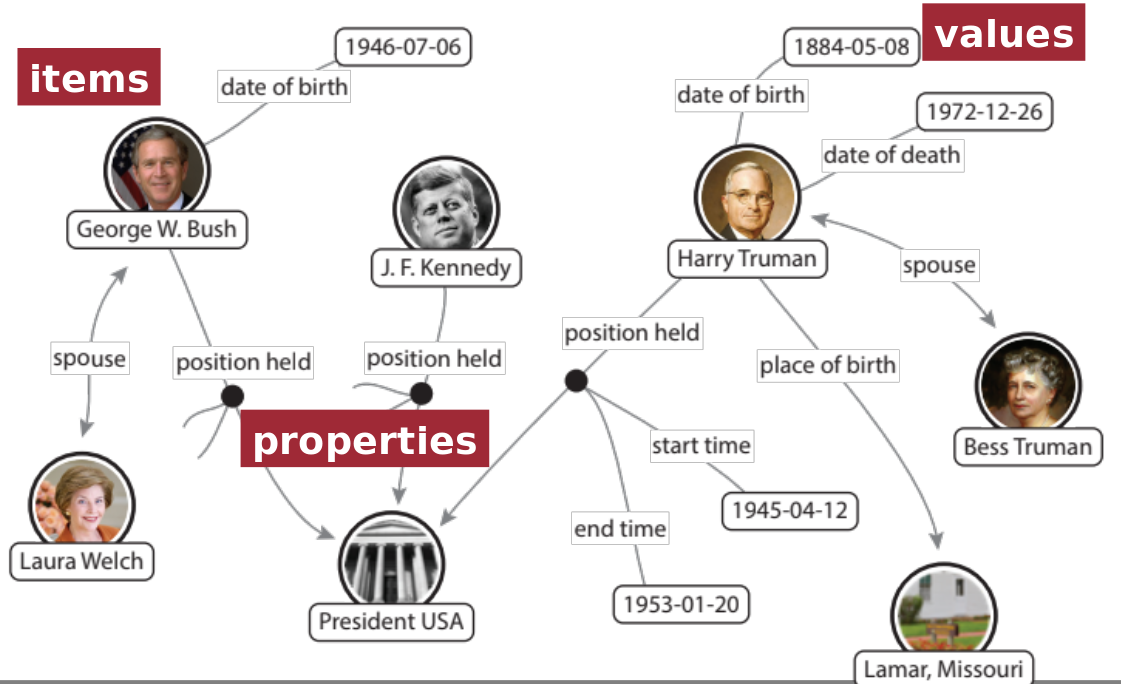 1946-07-06
1884-05-08
values
items
date of birth
date of birth
1972-12-26
date of death
George W. Bush
J. F. Kennedy
Harry Truman
spouse
position held
spouse
position held
position held
place of birth
properties
start time
Bess Truman
1945-04-12
end time
Laura Welch
1953-01-20
President USA
Lamar, Missouri